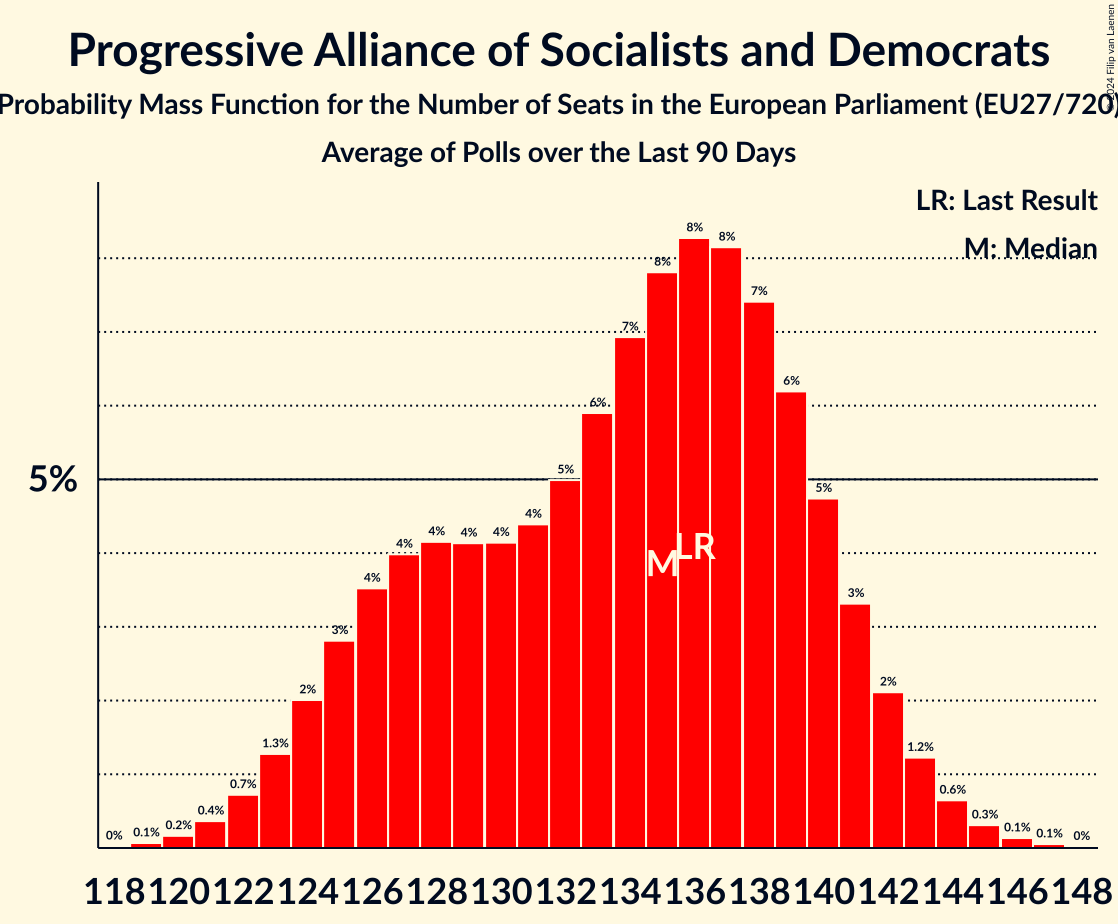 Progressive Alliance of Socialists and Democrats
Probability Mass Function for the Number of Seats in the European Parliament (EU27/720)
Average of Polls over the Last 90 Days
© 2024 Filip van Laenen
LR: Last Result
M: Median
5%
0% 0.1% 0.2% 0.4% 0.7% 1.3% 2% 3% 4% 4% 4% 4% 4% 4% 5% 6% 7% 8% 8% 8% 7% 6% 5% 3% 2% 1.2% 0.6% 0.3% 0.1% 0.1% 0%
M LR
118 120 122 124 126 128 130 132 134 136 138 140 142 144 146 148